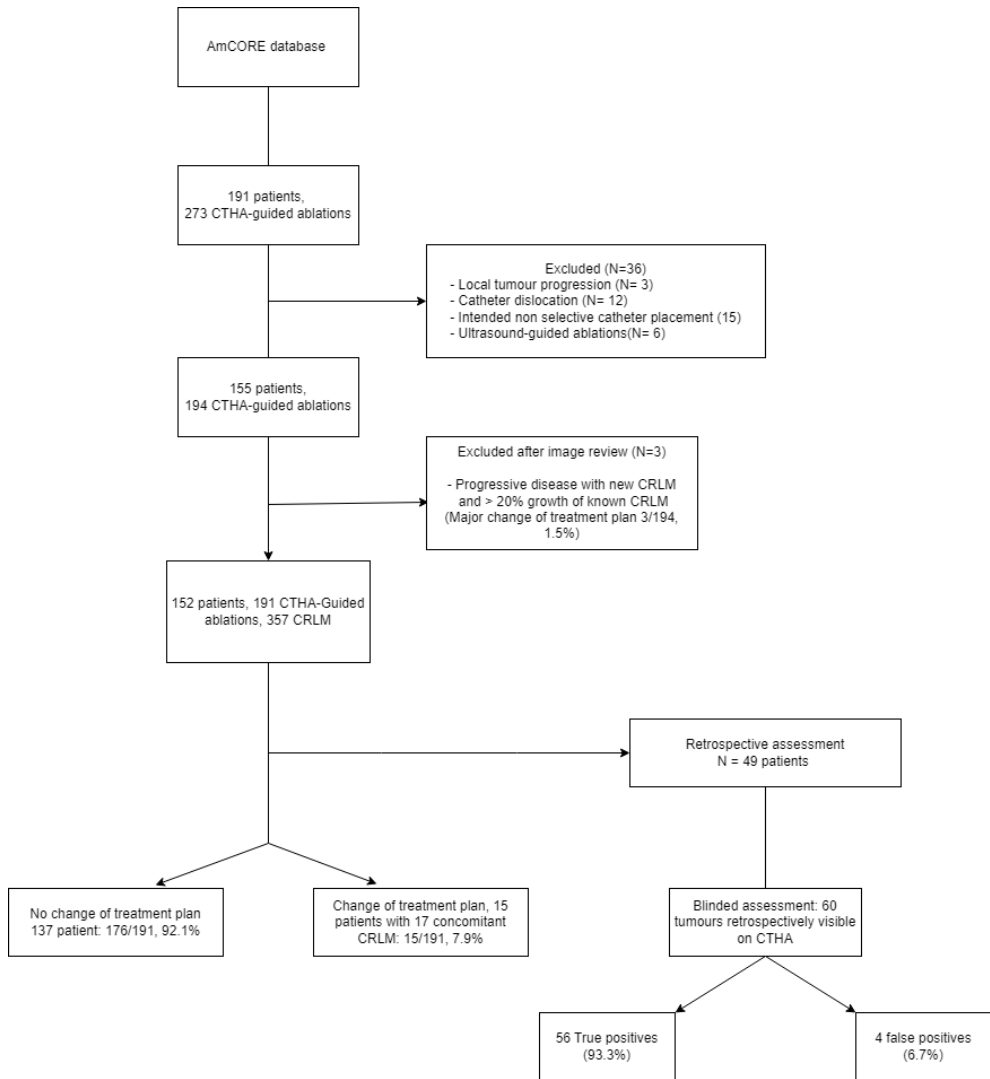 AmCORE database
191 patients,
273 CTHA-guided ablations
Excluded (N=36)
- Local tumour progression (N= 3)
- Catheter dislocation (N= 12)
- Intended non selective catheter placement (15)
- Ultrasound-guided ablations(N= 6)
155 patients,
194 CTHA-guided ablations
Excluded after image review (N=3)
- Progressive disease with new CRLM
and > 20% growth of known CRLM
(Major change of treatment plan 3/194,
1.5%)
152 patients, 191 CTHA-Guided
ablations, 357 CRLM
Retrospective assessment
N = 49 patients
No change of treatment plan
137 patient: 176/191, 92.1%
Change of treatment plan, 15
patients with 17 concomitant
CRLM: 15/191, 7.9%
Blinded assessment: 60
tumours retrospectively visible
on CTHA
56 True positives
(93.3%)
4 false positives
(6.7%)